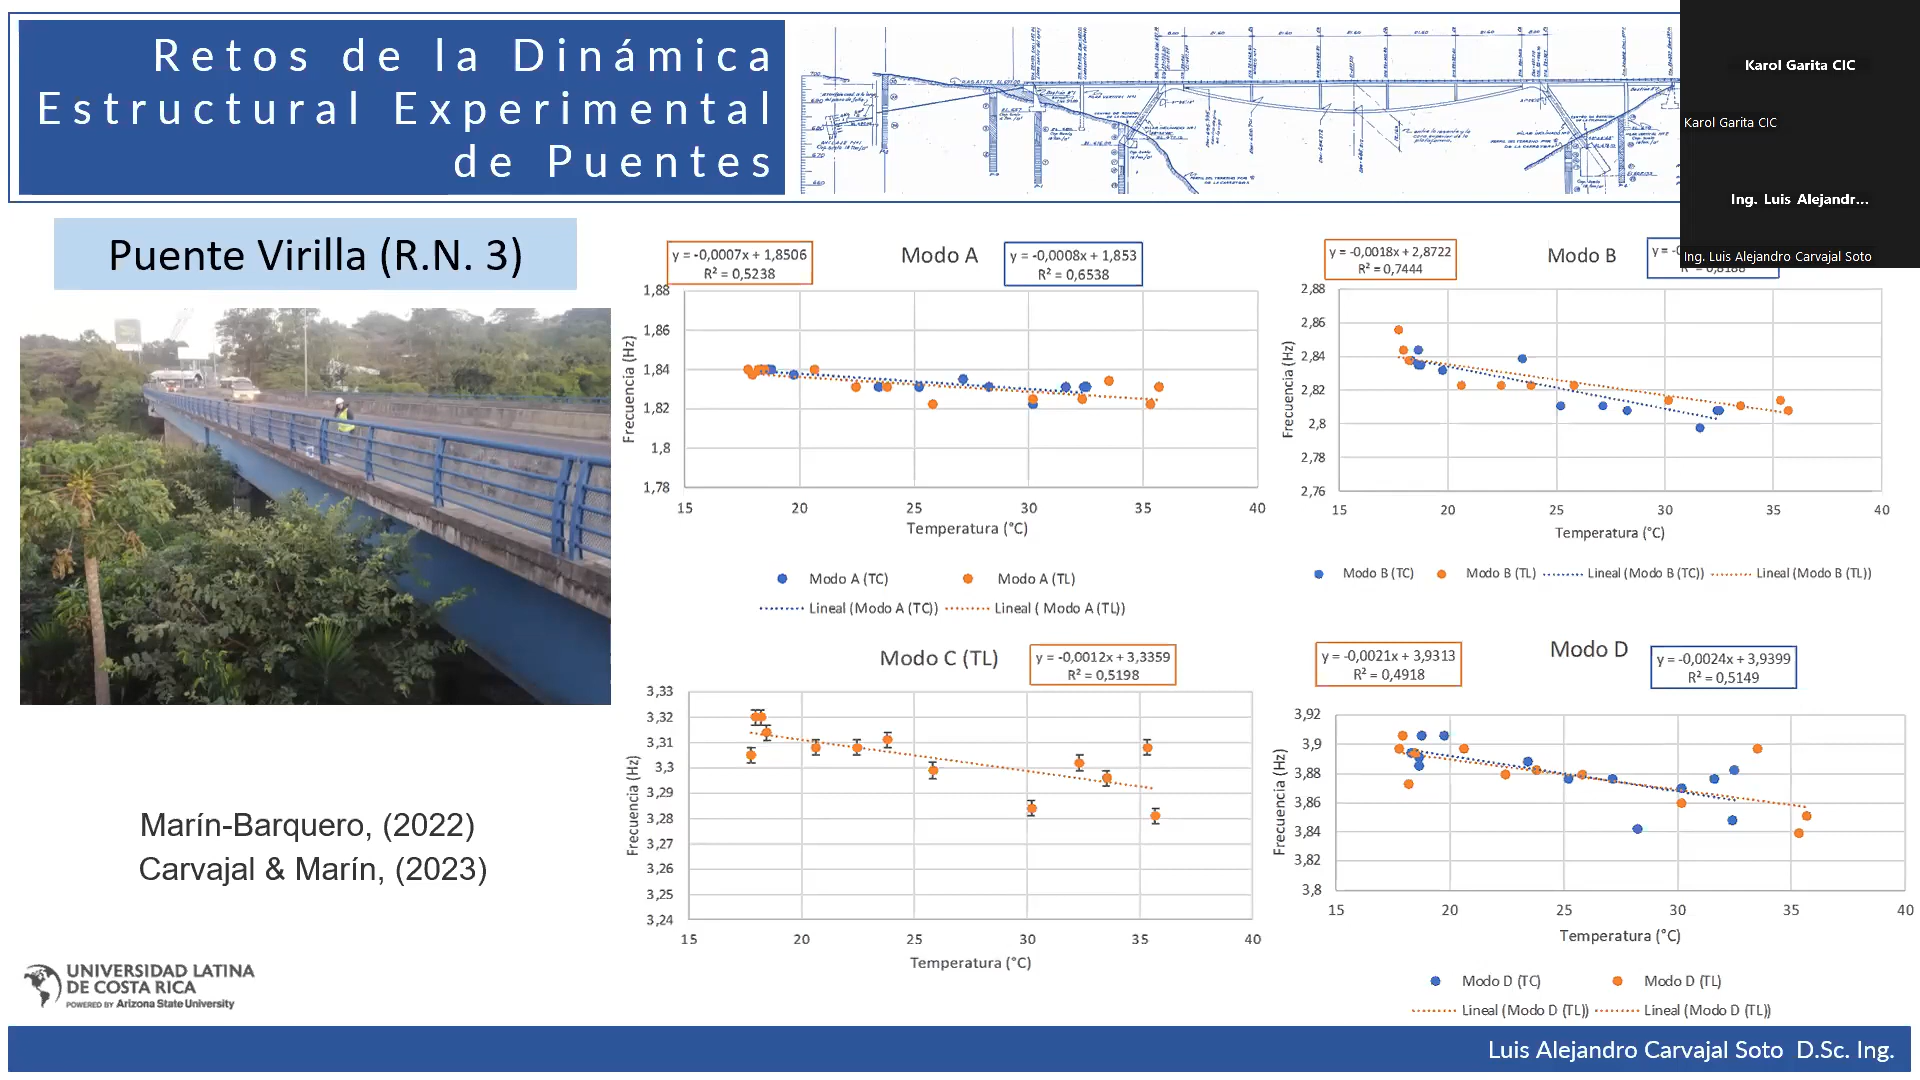 Retos de la Dinámica
Estructural Experimental
de Puentes
Karol Garita CIC
Karol Garita CIC
Ing. Luis Alejandr...
Ing. Luis Alejandro Carvajal Soto
Puente Virilla (R.N. 3)
Marín-Barquero, (2022)
Carvajal & Marín, (2023)
y = -0,0007x + 1,8506
R² = 0,5238
Modo A
y = -0,0008x + 1,853
R² = 0,6538
1,88
1,86
1,84
1,82
1,8
1,78
Frecuencia (Hz)
15 20 25 30 35 40
Temperatura (°C)
Modo A (TC) Modo A (TL)
Lineal (Modo A (TC)) Lineal ( Modo A (TL))
y = -0,0018x + 2,8722
R² = 0,7444
Modo B
2,88
2,86
2,84
2,82
2,8
2,78
2,76
Frecuencia (Hz)
15 20 25 30 35 40
Temperatura (°C)
Modo B (TC) Modo B (TL) Lineal (Modo B (TC)) Lineal (Modo B (TL))
Modo C (TL)
y = -0,0012x + 3,3359
R² = 0,5198
3,33
3,32
3,31
3,3
3,29
3,28
3,27
3,26
3,25
3,24
Frecuencia (Hz)
15 20 25 30 35 40
Temperatura (°C)
y = -0,0021x + 3,9313
R² = 0,4918
Modo D
y = -0,0024x + 3,9399
R² = 0,5149
3,92
3,9
3,88
3,86
3,84
3,82
3,8
Frecuencia (Hz)
15 20 25 30 35 40
Temperatura (°C)
Modo D (TC) Modo D (TL)
Lineal (Modo D (TL)) Lineal (Modo D (TL))
UNIVERSIDAD LATINA
DE COSTA RICA
POWERED BY Arizona State University
Luis Alejandro Carvajal Soto D.Sc. Ing.